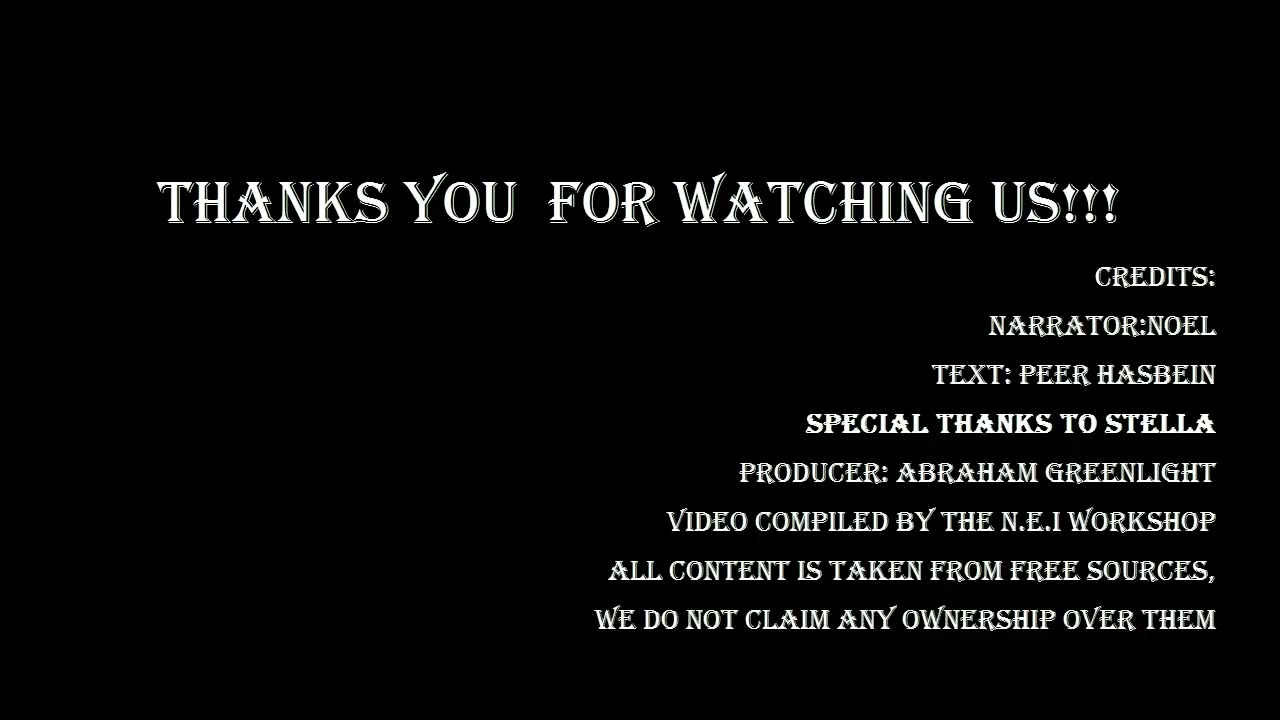 THANKS YOU  FOR WATCHING US!!!
CREDITS:
NARRATOR:NOEL
TEXT: PEER HASBEIN
SPECIAL THANKS TO STELLA
PRODUCER: ABRAHAM GREENLIGHT
VIDEO COMPILED BY THE N.E.I WORKSHOP
ALL CONTENT IS TAKEN FROM FREE SOURCES,
WE DO NOT CLAIM ANY OWNERSHIP OVER THEM